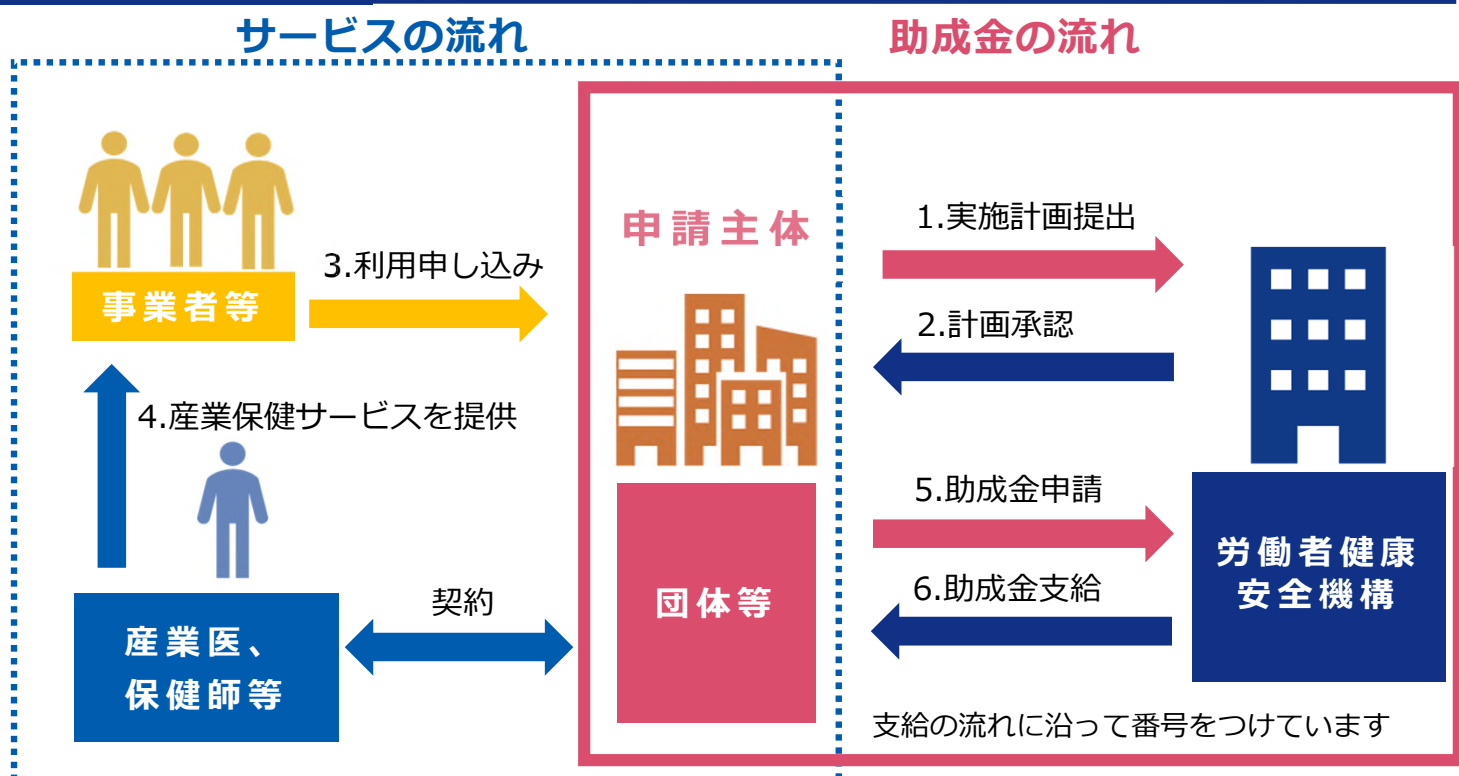 サービスの流れ
助成金の流れ
申請主体
1.実施計画提出
3.利用申し込み
事業者等
2.計画承認
4.産業保健サービスを提供
5.助成金申請
労働者健康
安全機構
6.助成金支給
契約
団体等
産業医、
保健師等
支給の流れに沿って番号をつけています